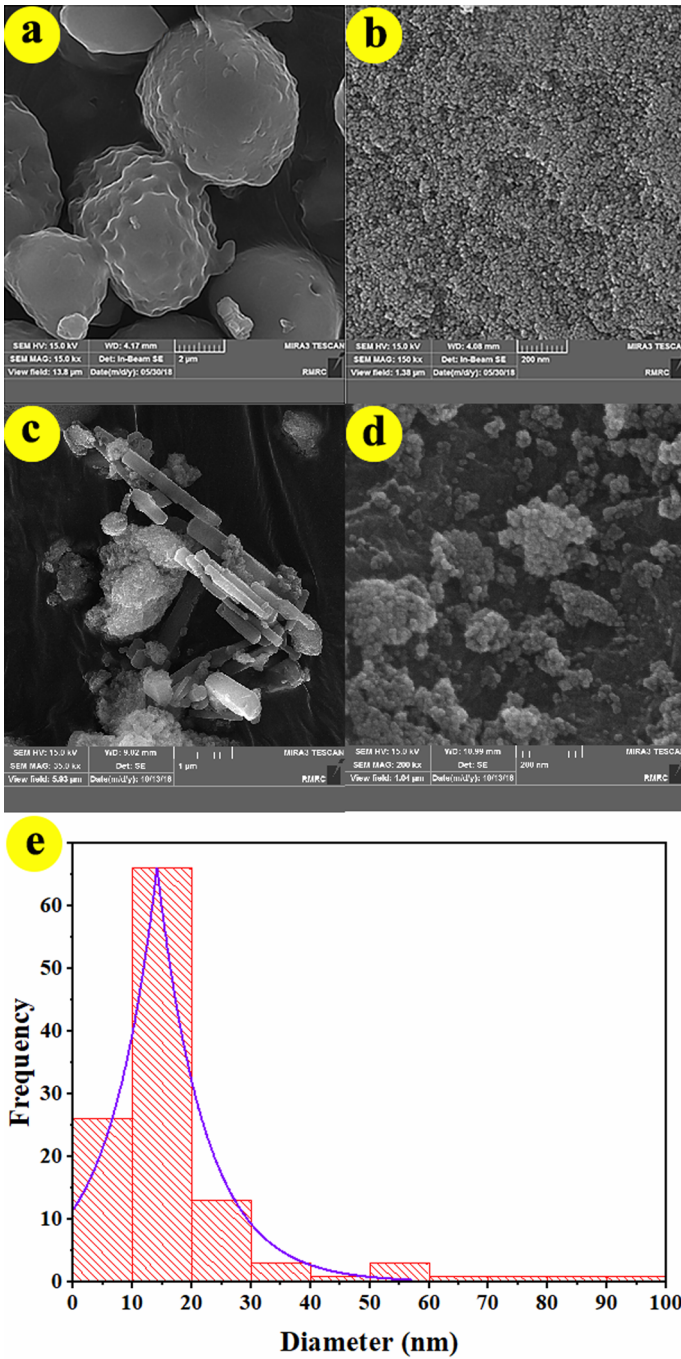 a
SEM HV: 15.0 kV WD: 4.17 mm MIRA3 TESCAN
SEM MAG: 15.0 kx Det: In-Beam SE 2 µm
View field: 13.8 µm Date(m/d/y): 05/30/18 RMRC
b
SEM HV: 15.0 kV WD: 4.08 mm MIRA3 TESCAN
SEM MAG: 150 kx Det: In-Beam SE 200 nm
View field: 1.38 µm Date(m/d/y): 05/30/18 RMRC
c
SEM HV: 15.0 kV WD: 9.02 mm MIRA3 TESCAN
SEM MAG: 35.0 kx Det: SE 1 µm
View field: 5.93 µm Date(m/d/y): 10/13/18 RMRC
d
SEM HV: 15.0 kV WD: 10.99 mm MIRA3 TESCAN
SEM MAG: 200 kx Det: SE 200 nm
View field: 1.04 µm Date(m/d/y): 10/13/18 RMRC
e
Frequency
60
50
40
30
20
10
0
0 10 20 30 40 50 60 70 80 90 100
Diameter (nm)